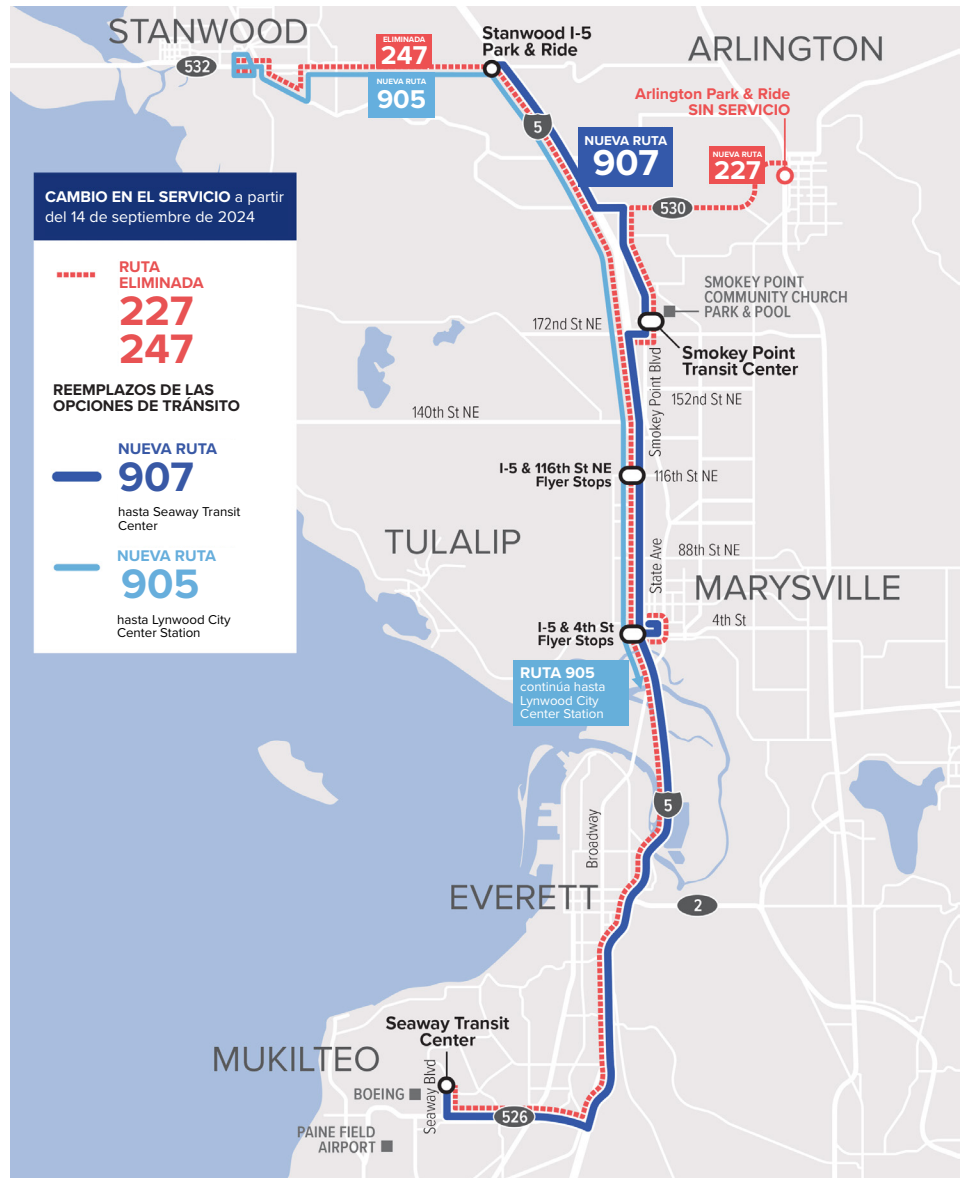 STANWOOD
532
ELIMINADA
247
NUEVA RUTA
905
Stanwood I-5
Park & Ride
ARLINGTON
Arlington Park & Ride
SIN SERVICIO
5
NUEVA RUTA
907
NUEVA RUTA
227
530
CAMBIO EN EL SERVICIO a partir
del 14 de septiembre de 2024
RUTA
ELIMINADA
227
247
REEMPLAZOS DE LAS
OPCIONES DE TRÁNSITO
NUEVA RUTA
907
hasta Seaway Transit
Center
NUEVA RUTA
905
hasta Lynwood City
Center Station
SMOKEY POINT
COMMUNITY CHURCH
PARK & POOL
172nd St NE
Smokey Point
Transit Center
Smokey Point Blvd
152nd St NE
140th St NE
I-5 & 116th St NE
Flyer Stops
116th St NE
TULALIP
State Ave
88th St NE
MARYSVILLE
4th St
I-5 & 4th St
Flyer Stops
RUTA 905
continúa hasta
Lynwood City
Center Station
5
Broadway
EVERETT
2
Seaway Transit
Center
MUKILTEO
Seaway Blvd
BOEING
526
PAINE FIELD
AIRPORT